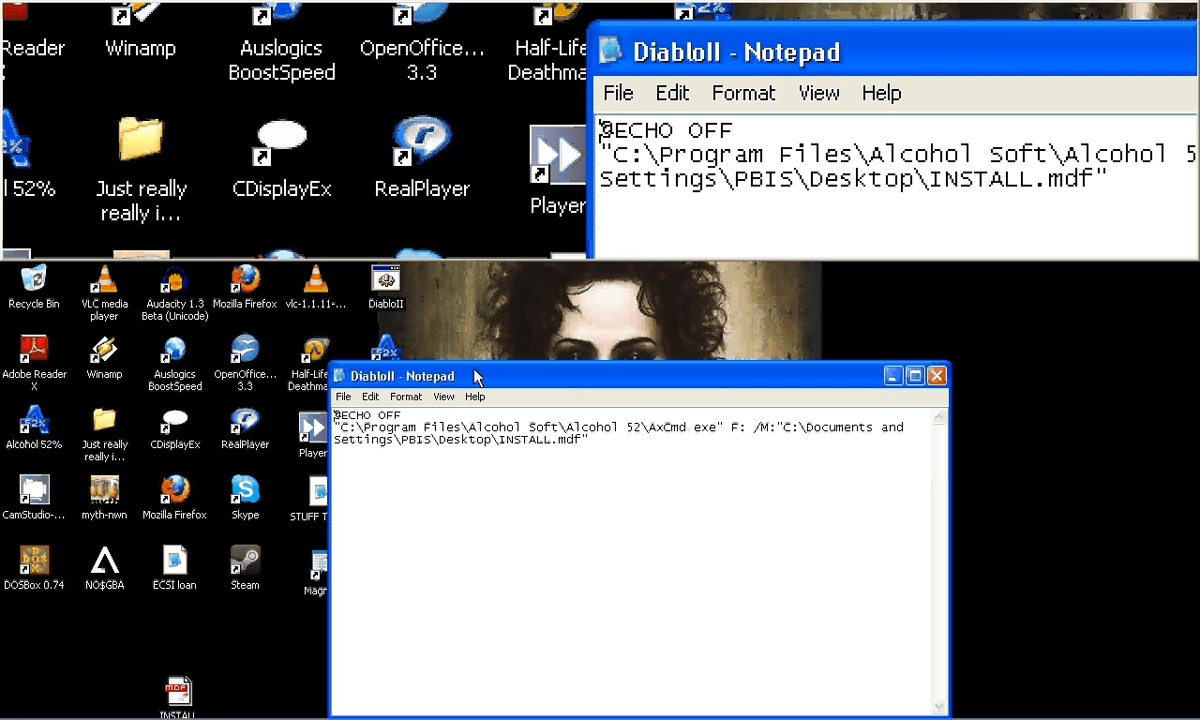 Reader
Winamp
Auslogics
BoostSpeed
OpenOffice...
3.3
Half-Life
Deathma
DiabloII - Notepad
File Edit Format View Help
@ECHO OFF
"C:\Program Files\Alcohol Soft\Alcohol 5
Settings\PBIS\Desktop\INSTALL.mdf"
l 52%
Just really
really i...
CDisplayEx
RealPlayer
Player
Recycle Bin
VLC media
player
Audacity 1.3
Beta (Unicode)
Mozilla Firefox
vlc-1.1.11-...
DiabloII
Adobe Reader
X
Winamp
Auslogics
BoostSpeed
OpenOffice...
3.3
Half-Life
Deathma
52%
Alcohol 52%
Just really
really i...
CDisplayEx
RealPlayer
Player
CamStudio-...
myth-nwn
Mozilla Firefox
Skype
STUFF T
DOSBox 0.74
NO$GBA
ECSI loan
Steam
Magn
MDF
INSTALL
DiabloII - Notepad
File Edit Format View Help
@ECHO OFF
"C:\Program Files\Alcohol Soft\Alcohol 52\AxCmd exe" F: /M:"C:\Documents and
Settings\PBIS\Desktop\INSTALL.mdf"